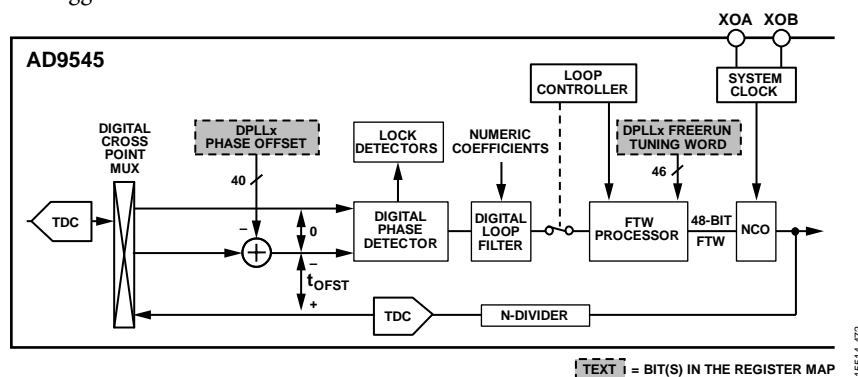 XOA XOB
AD9545
DIGITAL
CROSS
POINT
MUX
DPLLx
PHASE OFFSET
40
LOCK
DETECTORS
NUMERIC
COEFFICIENTS
LOOP
CONTROLLER
DPLLx FREERUN
TUNING WORD
46
SYSTEM
CLOCK
TDC
–
+
0
–
tOFST
+
DIGITAL
PHASE
DETECTOR
DIGITAL
LOOP
FILTER
FTW
PROCESSOR
48-BIT
FTW
NCO
TDC
N-DIVIDER
TEXT = BIT(S) IN THE REGISTER MAP